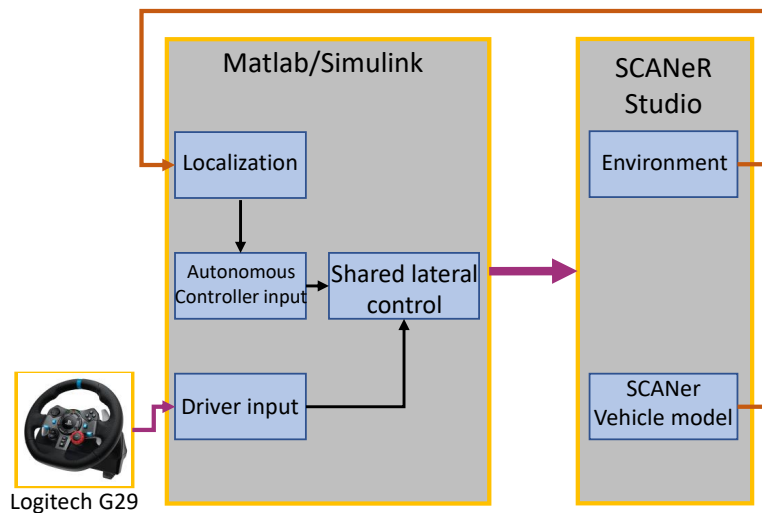 Matlab/Simulink
SCANeR
Studio
Localization
Environment
Autonomous
Controller input
Shared lateral
control
Driver input
SCANer
Vehicle model
Logitech G29